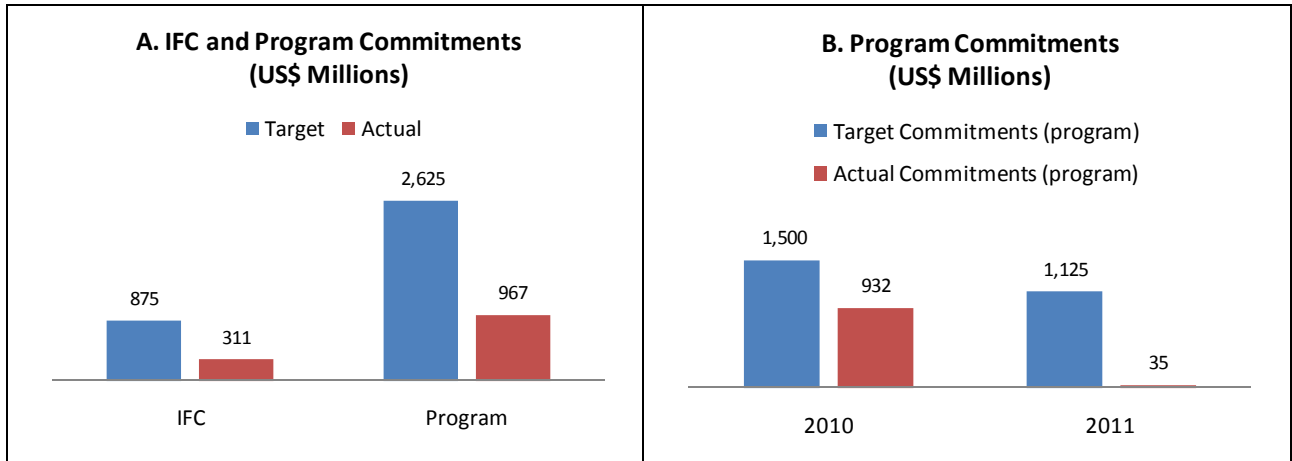 A. IFC and Program Commitments
(US$ Millions)
Target Actual
2,625
875
967
311
IFC Program
B. Program Commitments
(US$ Millions)
Target Commitments (program)
Actual Commitments (program)
1,500
1,125
932
35
2010 2011